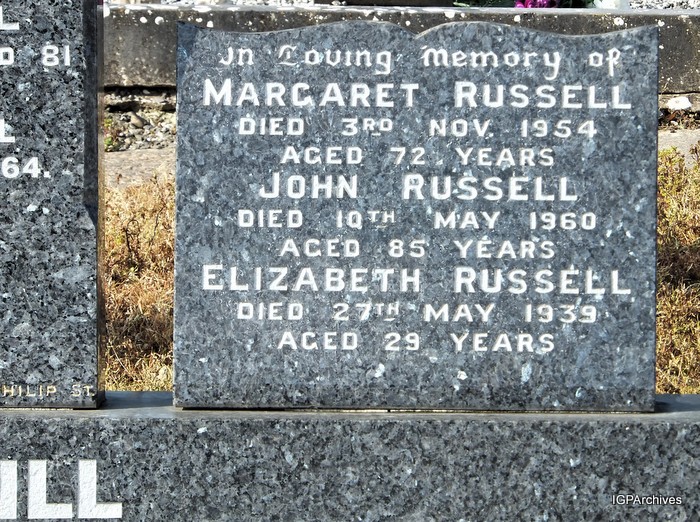 In Loving Memory of
MARGARET RUSSELL
DIED 3RD NOV. 1954
AGED 72 YEARS
JOHN RUSSELL
DIED 10TH MAY 1960
AGED 85 YEARS
ELIZABETH RUSSELL
DIED 27TH MAY 1939
AGED 29 YEARS
81
64.
PHILIP ST.
ILL
IGPArchives